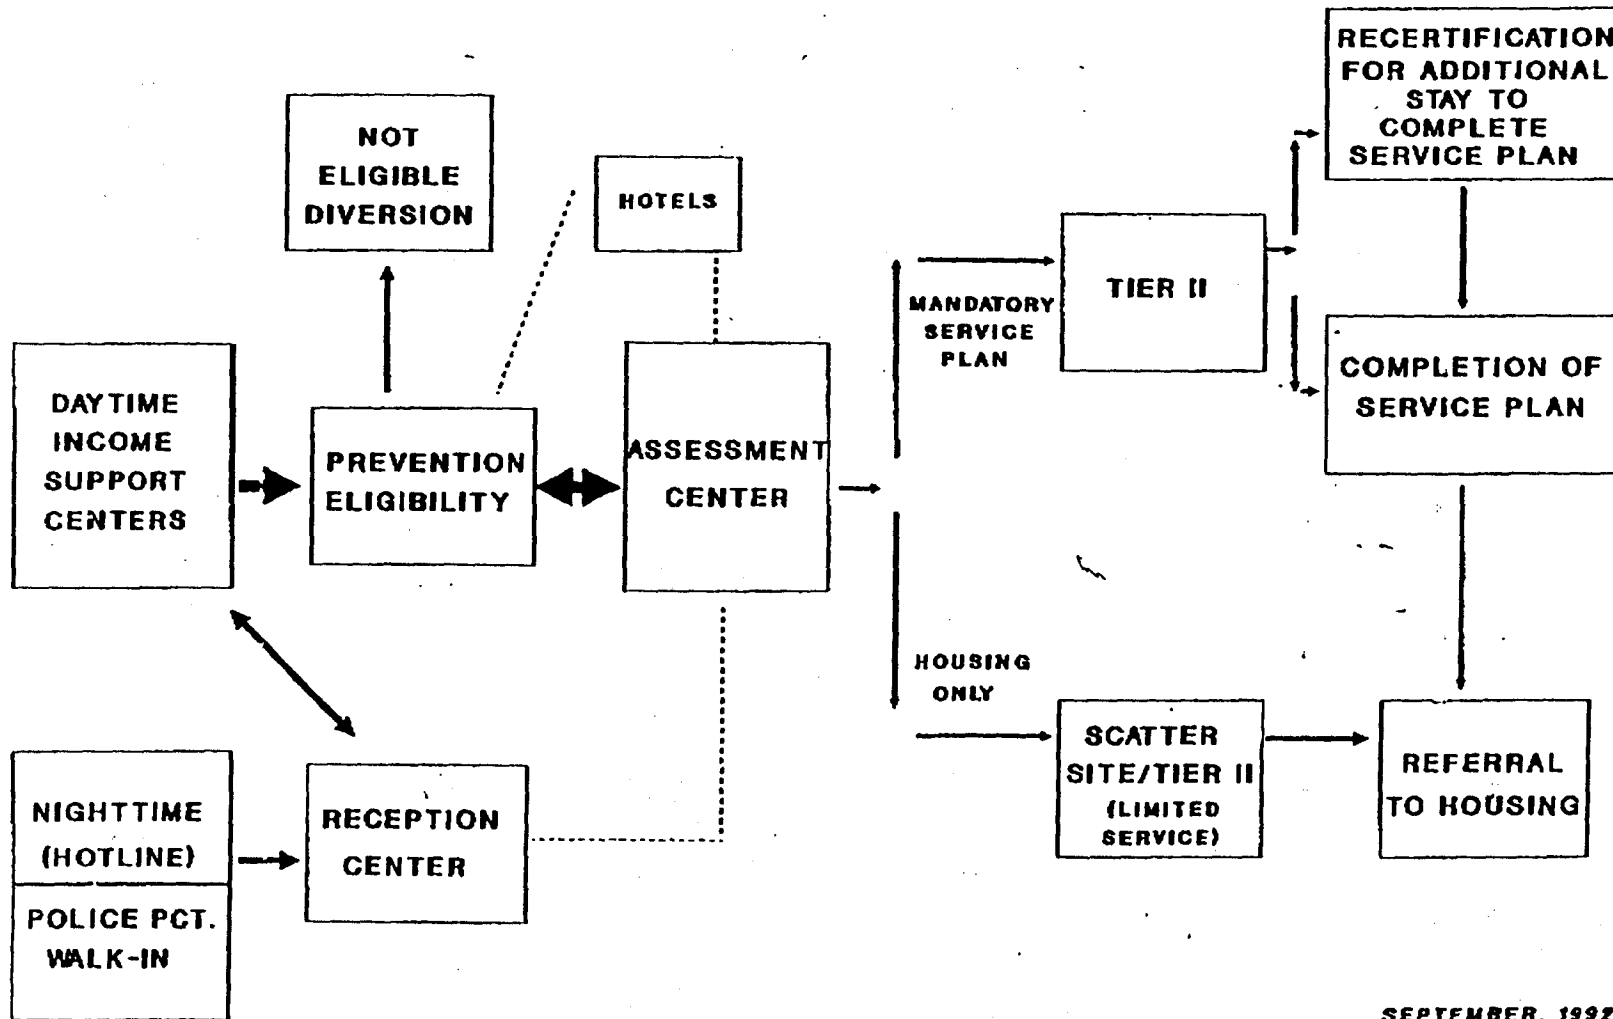 RECERTIFICATION
FOR ADDITIONAL
STAY TO
COMPLETE
SERVICE PLAN
NOT
ELIGIBLE
DIVERSION
HOTELS
TIER II
MANDATORY
SERVICE
PLAN
COMPLETION OF
SERVICE PLAN
DAYTIME
INCOME
SUPPORT
CENTERS
PREVENTION
ELIGIBILITY
ASSESSMENT
CENTER
HOUSING
ONLY
SCATTER
SITE/TIER II
(LIMITED
SERVICE)
REFERRAL
TO HOUSING
NIGHTTIME
(HOTLINE)
POLICE PCT.
WALK-IN
RECEPTION
CENTER
SEPTEMBER, 1992